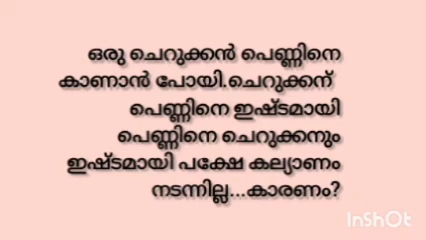 ഒരു ചെറുക്കൻ പെണ്ണിനെ
കാണാൻ പോയി.ചെറുക്കന്
പെണ്ണിനെ ഇഷ്ടമായി
പെണ്ണിനെ ചെറുക്കനും
ഇഷ്ടമായി പക്ഷേ കല്യാണം
നടന്നില്ല...കാരണം?
InShOt